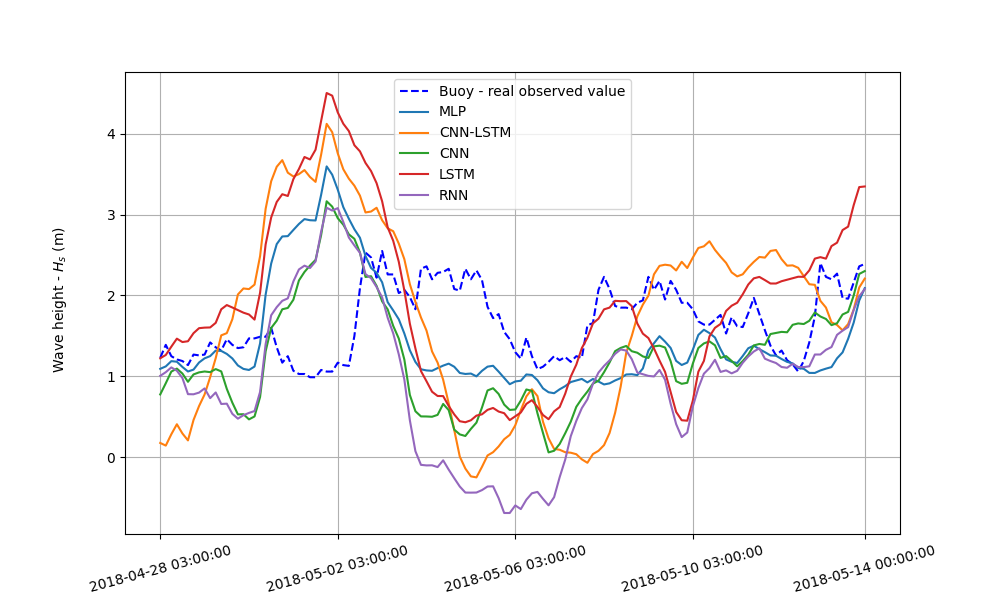 Buoy - real observed value
MLP
CNN-LSTM
CNN
LSTM
RNN
Wave height - Hs (m)
4
3
2
1
0
2018-04-28 03:00:00
2018-05-02 03:00:00
2018-05-06 03:00:00
2018-05-10 03:00:00
2018-05-14 00:00:00